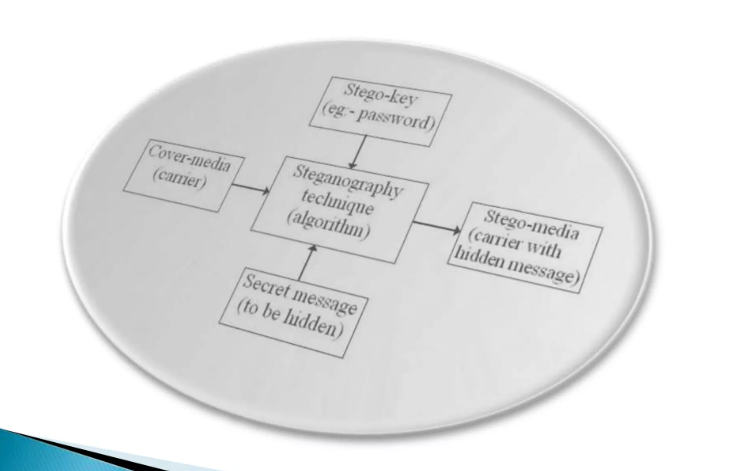 Stego-key
(eg:- password)
Cover-media
(carrier)
Steganography
technique
(algorithm)
Stego-media
(carrier with
hidden message)
Secret message
(to be hidden)